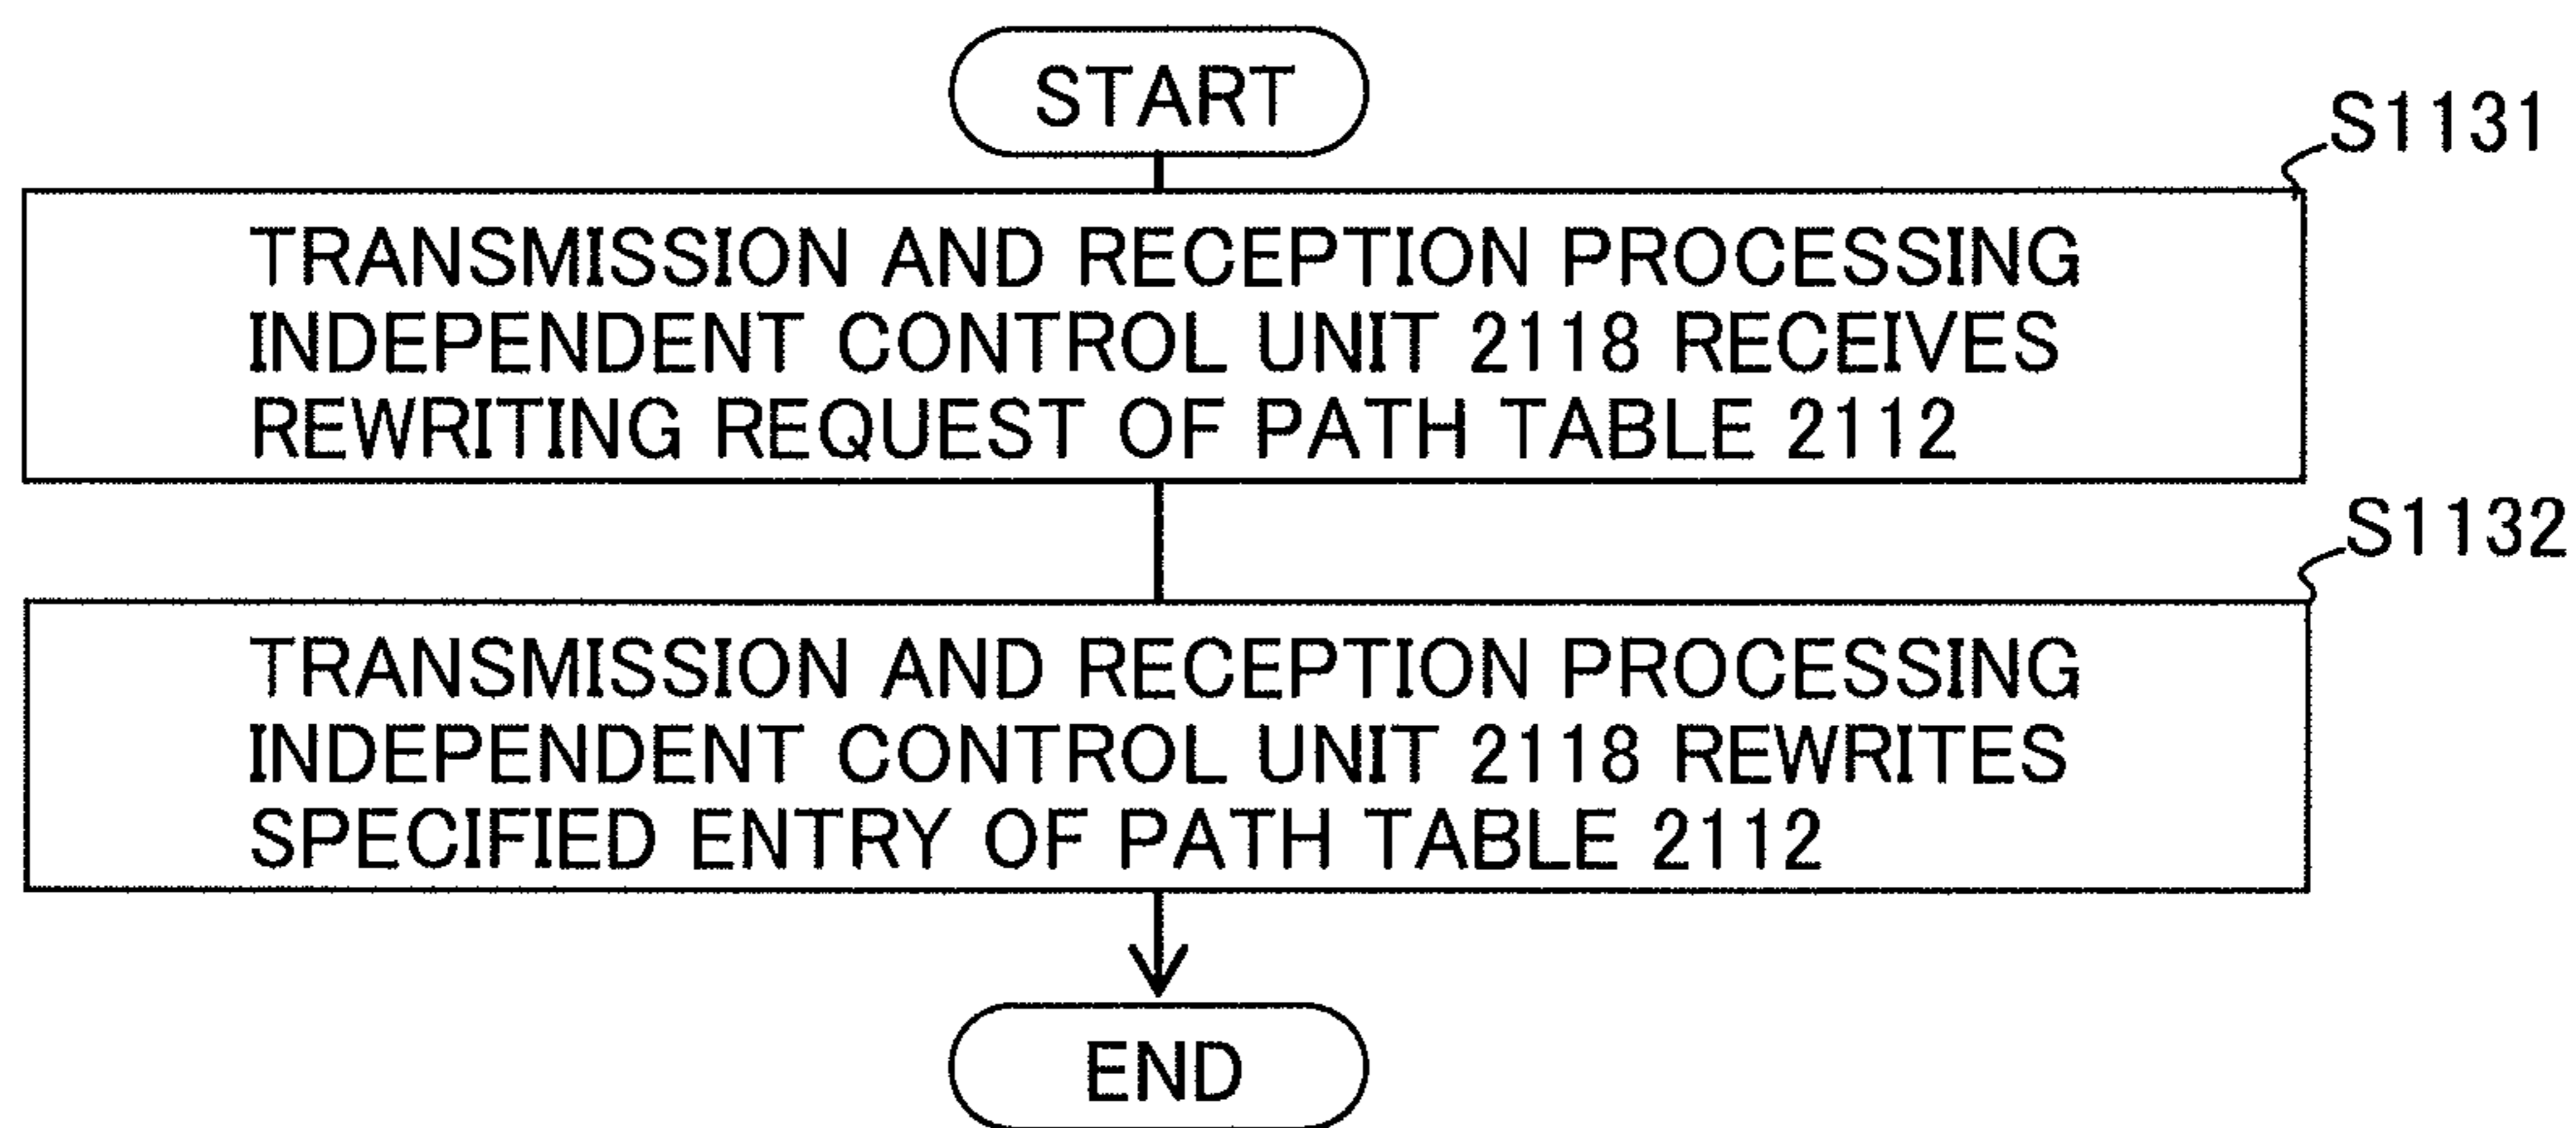 START
S1131
TRANSMISSION AND RECEPTION PROCESSING
INDEPENDENT CONTROL UNIT 2118 RECEIVES
REWRITING REQUEST OF PATH TABLE 2112
S1132
TRANSMISSION AND RECEPTION PROCESSING
INDEPENDENT CONTROL UNIT 2118 REWRITES
SPECIFIED ENTRY OF PATH TABLE 2112
END